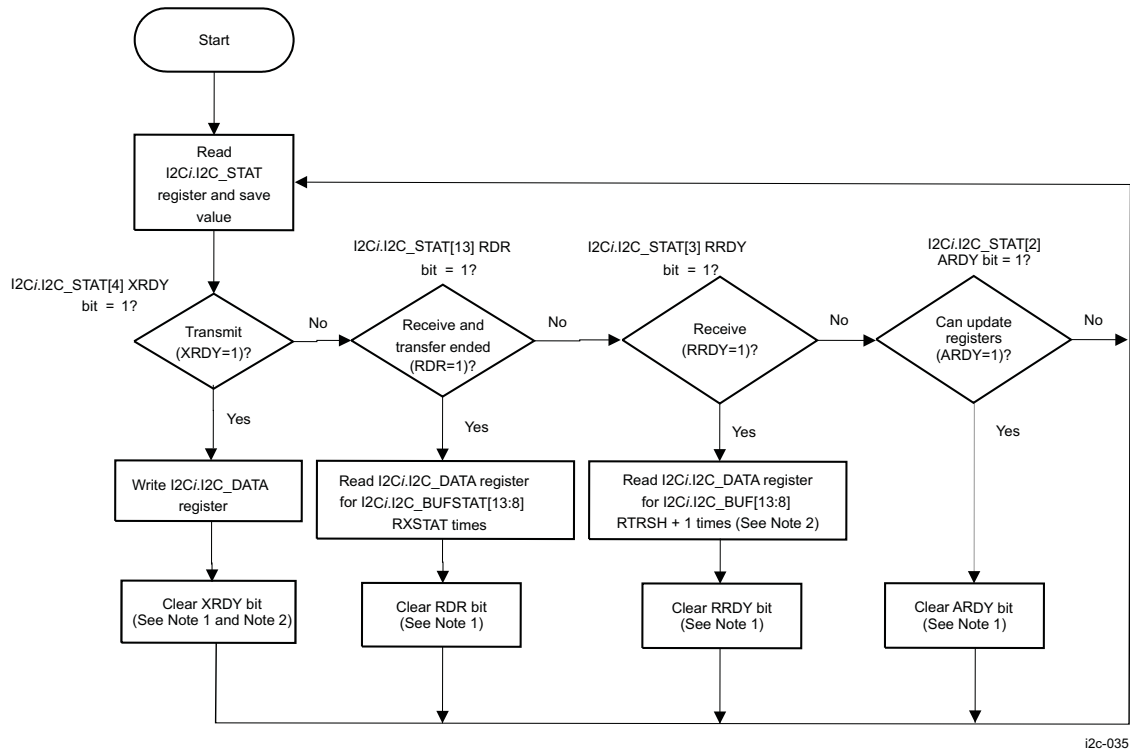 Start
Read
I2Ci.I2C_STAT
register and save
value
I2Ci.I2C_STAT[4] XRDY
bit = 1?
Transmit
(XRDY=1)?
No
Yes
I2Ci.I2C_STAT[13] RDR
bit = 1?
Receive and
transfer ended
(RDR=1)?
No
Yes
I2Ci.I2C_STAT[3] RRDY
bit = 1?
Receive
(RRDY=1)?
No
Yes
I2Ci.I2C_STAT[2]
ARDY bit = 1?
Can update
registers
(ARDY=1)?
No
Yes
Write I2Ci.I2C_DATA
register
Read I2Ci.I2C_DATA register
for I2Ci.I2C_BUFSTAT[13:8]
RXSTAT times
Read I2Ci.I2C_DATA register
for I2Ci.I2C_BUF[13:8]
RTRSH + 1 times (See Note 2)
Clear XRDY bit
(See Note 1 and Note 2)
Clear RDR bit
(See Note 1)
Clear RRDY bit
(See Note 1)
Clear ARDY bit
(See Note 1)
i2c-035